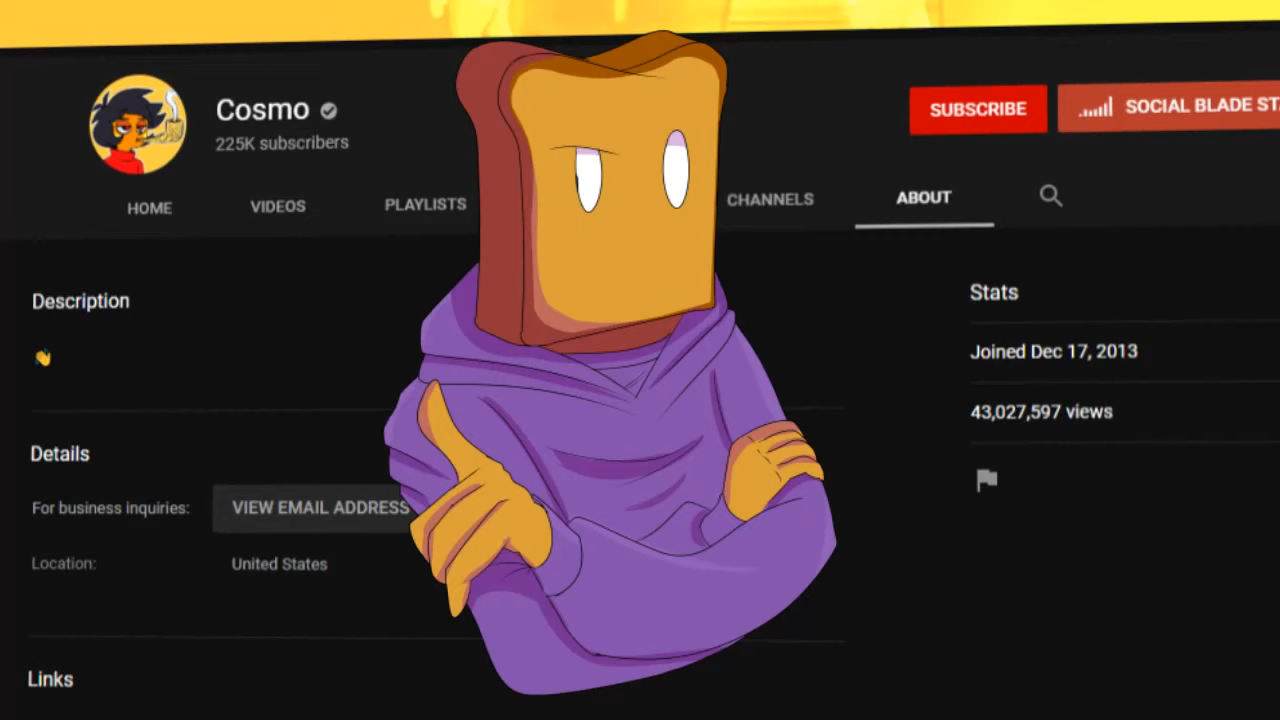 Cosmo
225K subscribers
SUBSCRIBE
SOCIAL BLADE ST
HOME VIDEOS PLAYLISTS CHANNELS ABOUT
Description
Stats
Joined Dec 17, 2013
43,027,597 views
Details
For business inquiries: VIEW EMAIL ADDRESS
Location: United States
Links